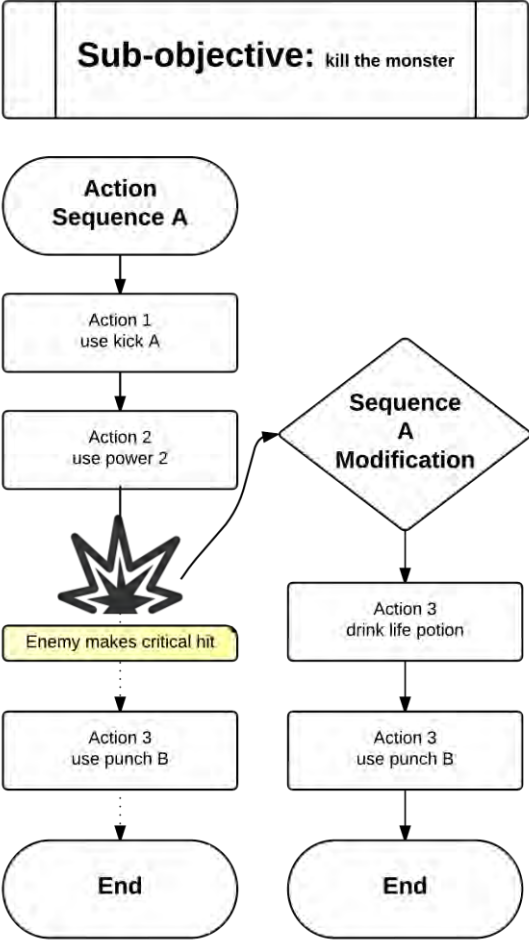 Sub-objective: kill the monster
Action
Sequence A
Action 1
use kick A
Action 2
use power 2
Enemy makes critical hit
Action 3
use punch B
End
Sequence
A
Modification
Action 3
drink life potion
Action 3
use punch B
End